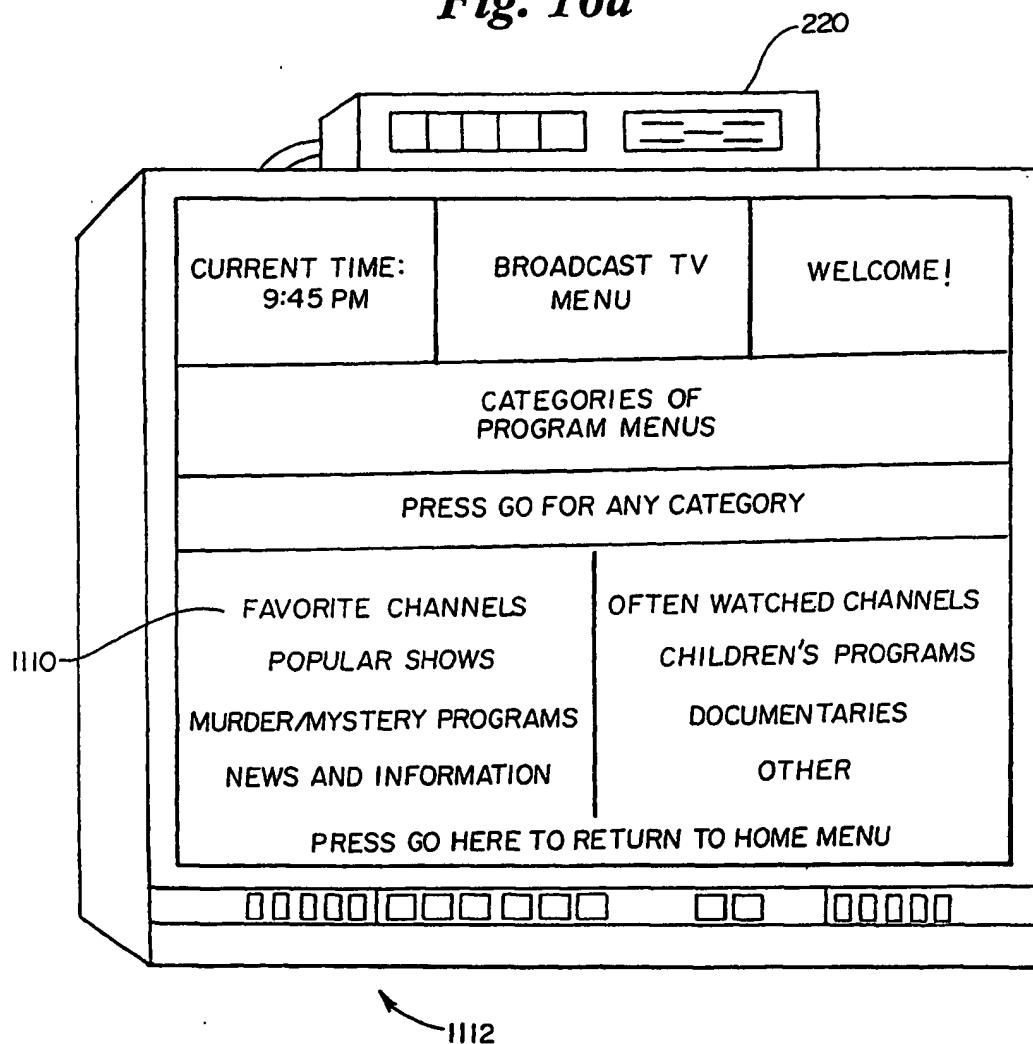 Fig. 16a
220
CURRENT TIME:
9:45 PM
BROADCAST TV
MENU
WELCOME!
CATEGORIES OF
PROGRAM MENUS
PRESS GO FOR ANY CATEGORY
FAVORITE CHANNELS
OFTEN WATCHED CHANNELS
1110
POPULAR SHOWS
CHILDREN'S PROGRAMS
MURDER/MYSTERY PROGRAMS
DOCUMENTARIES
NEWS AND INFORMATION
OTHER
PRESS GO HERE TO RETURN TO HOME MENU
1112